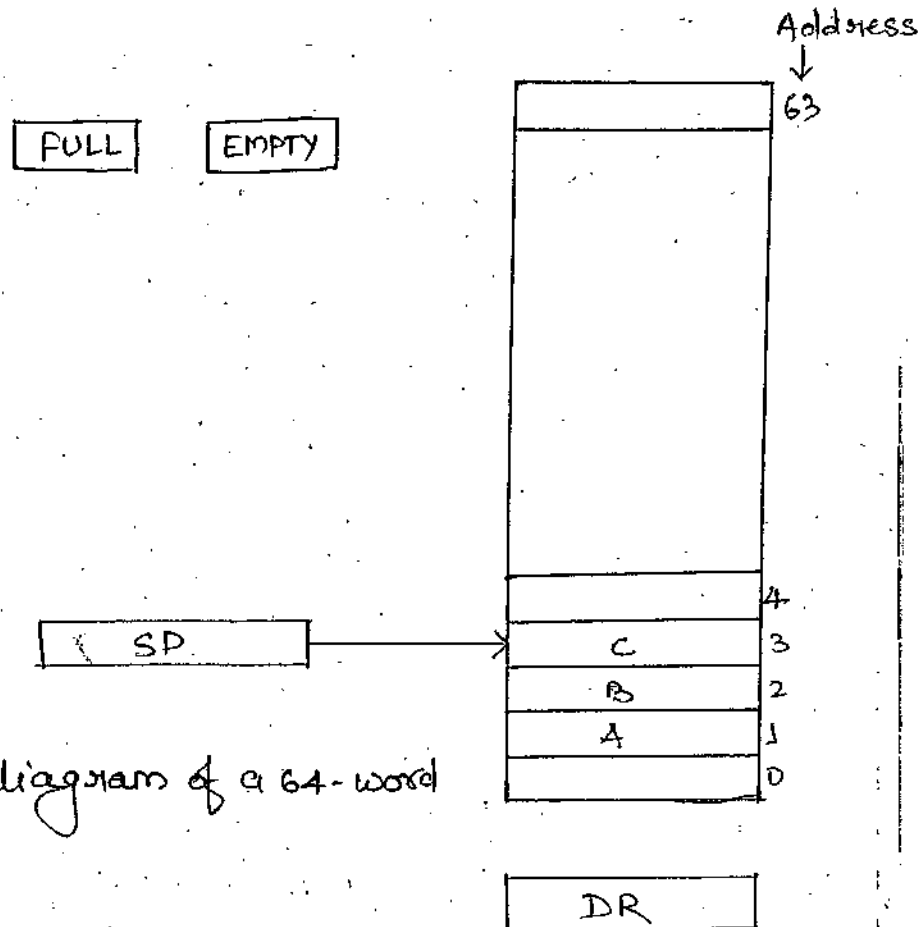 Address
63
FULL EMPTY
4
SP C 3
B 2
A 1
diagram of a 64-word
0
DR